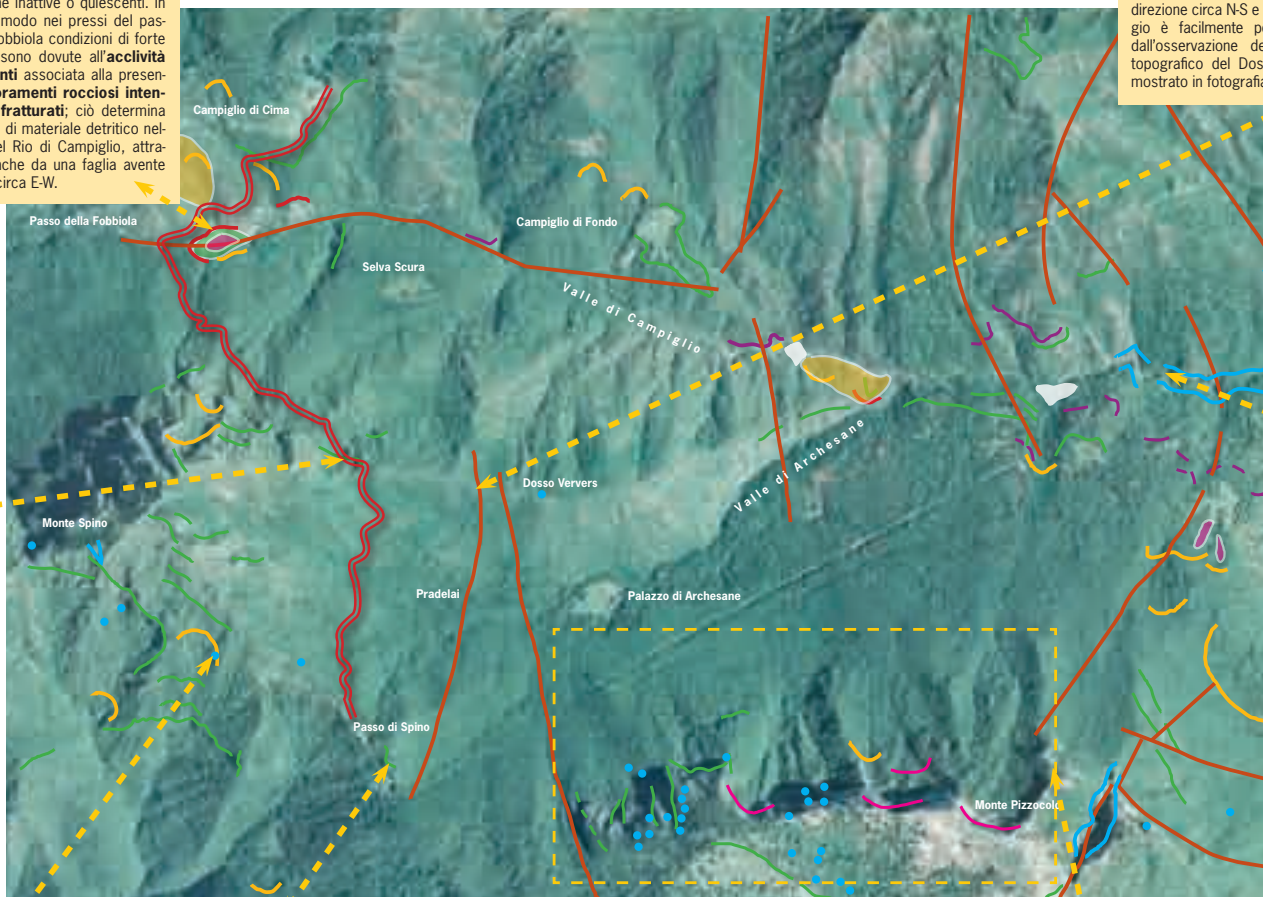 ne inattive o quiescenti. In
modo nei pressi del pas-
obbiola condizioni di forte
sono dovute all'acclività
nti associata alla presen-
oramenti rocciosi inten-
fratturati; ciò determina
di materiale detritico nel-
el Rio di Campiglio, attra-
nche da una faglia avente
circa E-W.
direzione circa N-S e
gio è facilmente pe
dall'osservazione de
topografico del Dos
mostrato in fotografia
Campiglio di Cima
Passo della Fobbiola
Campiglio di Fondo
Selva Scura
Valle di Campiglio
Valle di Archesane
Dosso Ververs
Monte Spino
Pradelai
Palazzo di Archesane
Passo di Spino
Monte Pizzocolo